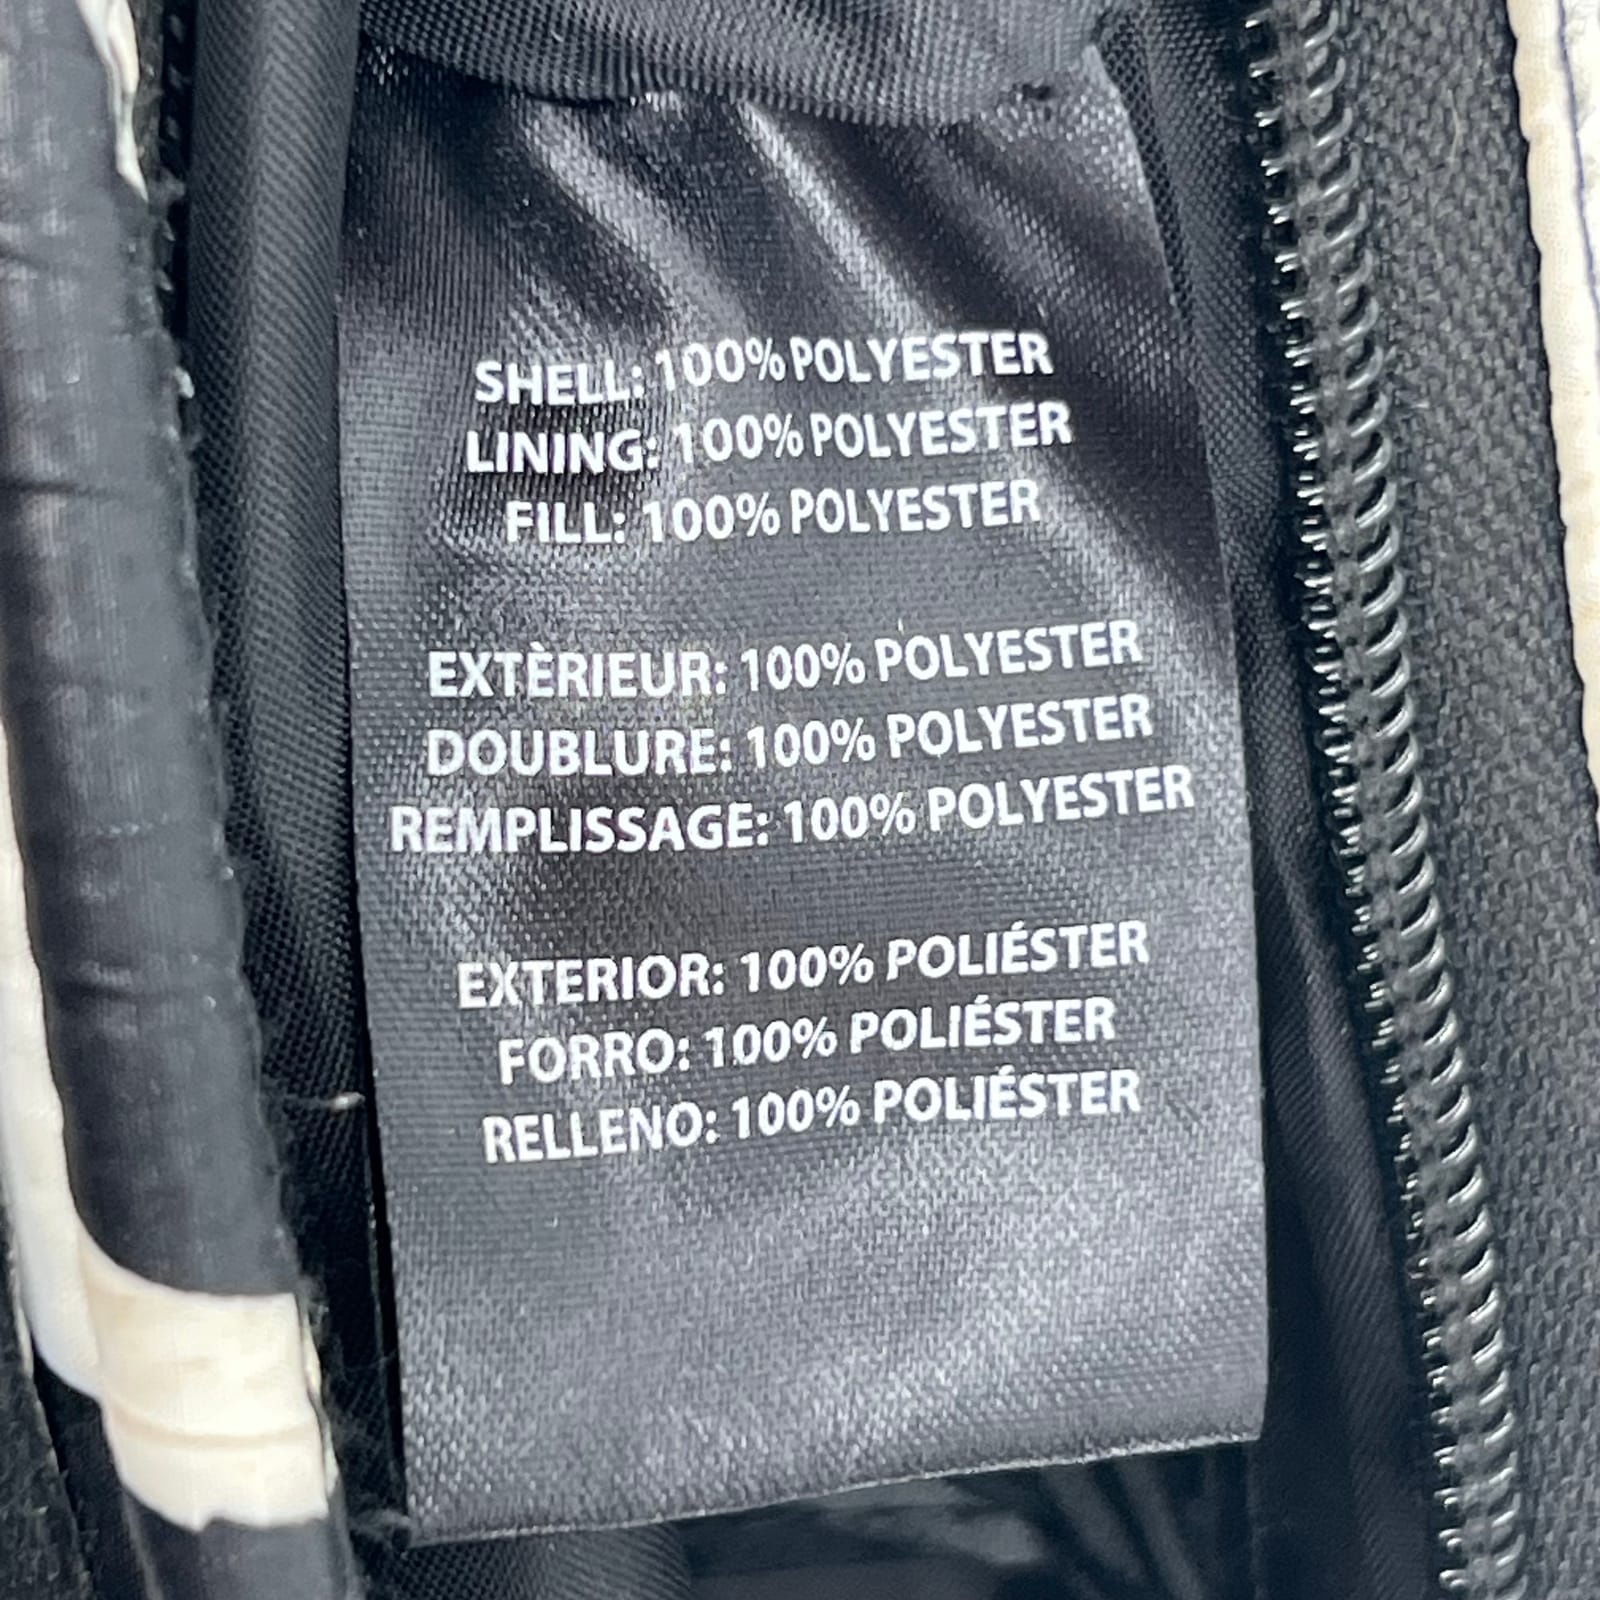 SHELL: 100% POLYESTER
LINING: 100% POLYESTER
FILL: 100% POLYESTER
EXTÈRIEUR: 100% POLYESTER
DOUBLURE: 100% POLYESTER
REMPLISSAGE: 100% POLYESTER
EXTERIOR: 100% POLIÉSTER
FORRO: 100% POLIÉSTER
RELLENO: 100% POLIÉSTER